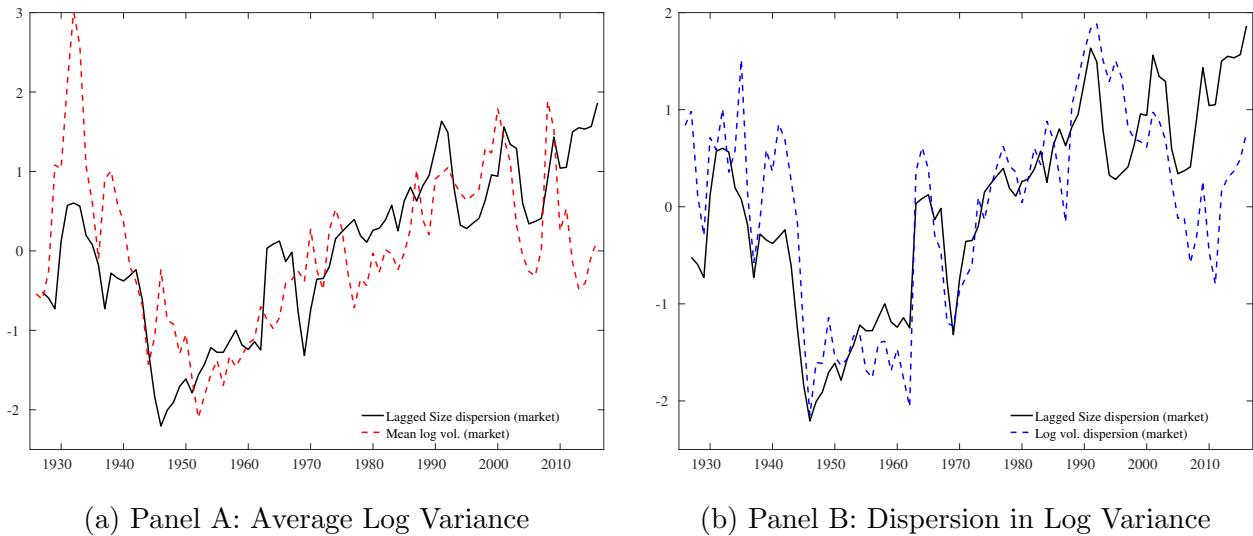 3
2
1
0
-1
-2
1930 1940 1950 1960 1970 1980 1990 2000 2010
Lagged Size dispersion (market)
Mean log vol. (market)
(a) Panel A: Average Log Variance
2
1
0
-1
-2
1930 1940 1950 1960 1970 1980 1990 2000 2010
Lagged Size dispersion (market)
Log vol. dispersion (market)
(b) Panel B: Dispersion in Log Variance